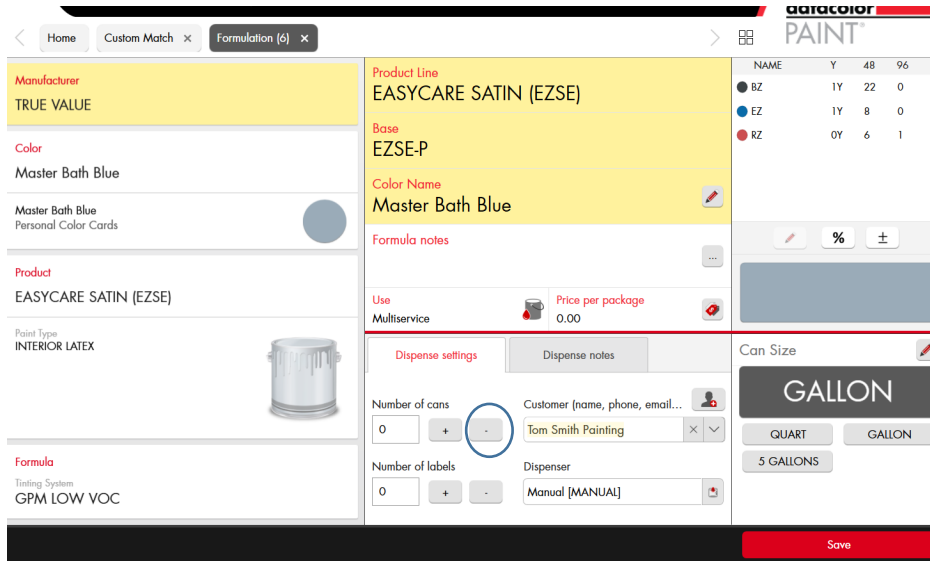 datacolor
PAINT
Home
Custom Match ×
Formulation (6) ×
Manufacturer
TRUE VALUE
Color
Master Bath Blue
Master Bath Blue
Personal Color Cards
Product
EASYCARE SATIN (EZSE)
Paint Type
INTERIOR LATEX
Formula
Tinting System
GPM LOW VOC
Product Line
EASYCARE SATIN (EZSE)
Base
EZSE-P
Color Name
Master Bath Blue
Formula notes
...
Use
Multiservice
Price per package
0.00
Dispense settings
Dispense notes
Number of cans
0 + -
Customer (name, phone, email...
Tom Smith Painting
Number of labels
0 + -
Dispenser
Manual [MANUAL]
NAME Y 48 96
BZ 1Y 22 0
EZ 1Y 8 0
RZ 0Y 6 1
% ±
Can Size
GALLON
QUART GALLON
5 GALLONS
Save